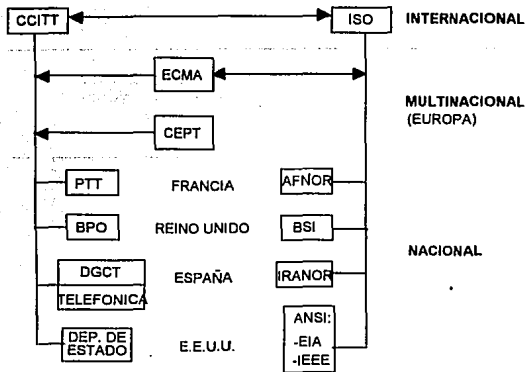 CCITT ISO INTERNACIONAL
ECMA
MULTINACIONAL
(EUROPA)
CEPT
PTT FRANCIA AFNOR
BPO REINO UNIDO BSI
NACIONAL
DGCT
ESPAÑA IRANOR
TELEFONICA
ANSI:
DEP. DE
ESTADO E.E.U.U. -EIA
-IEEE